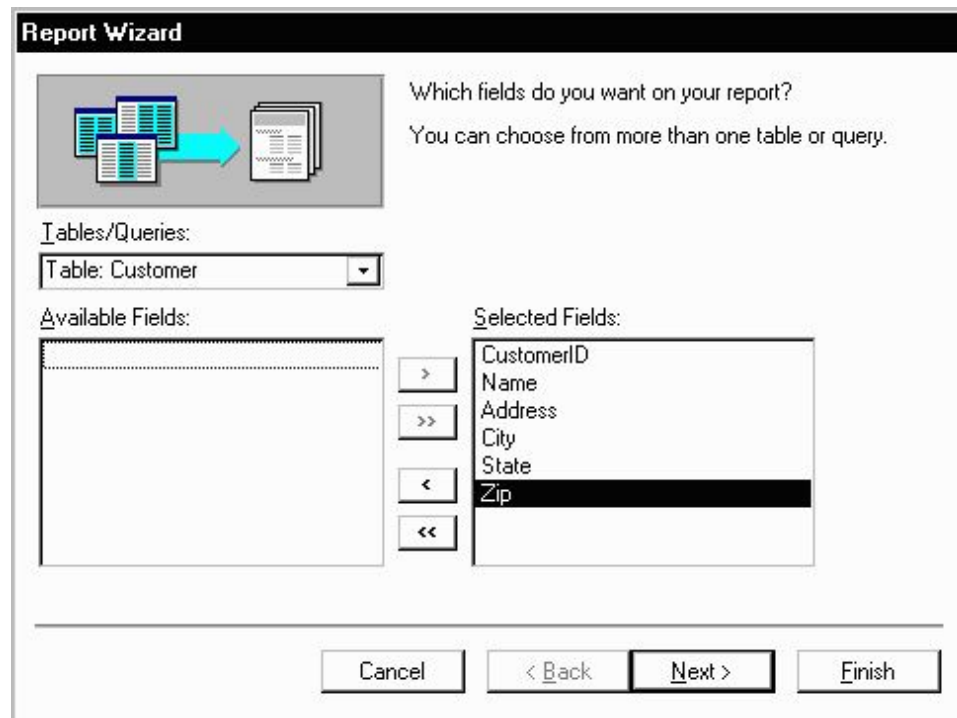 Report Wizard
Which fields do you want on your report?
You can choose from more than one table or query.
Tables/Queries:
Table: Customer
Available Fields:
Selected Fields:
CustomerID
Name
Address
City
State
Zip
>
>>
<
<<
Cancel
< Back
Next >
Finish